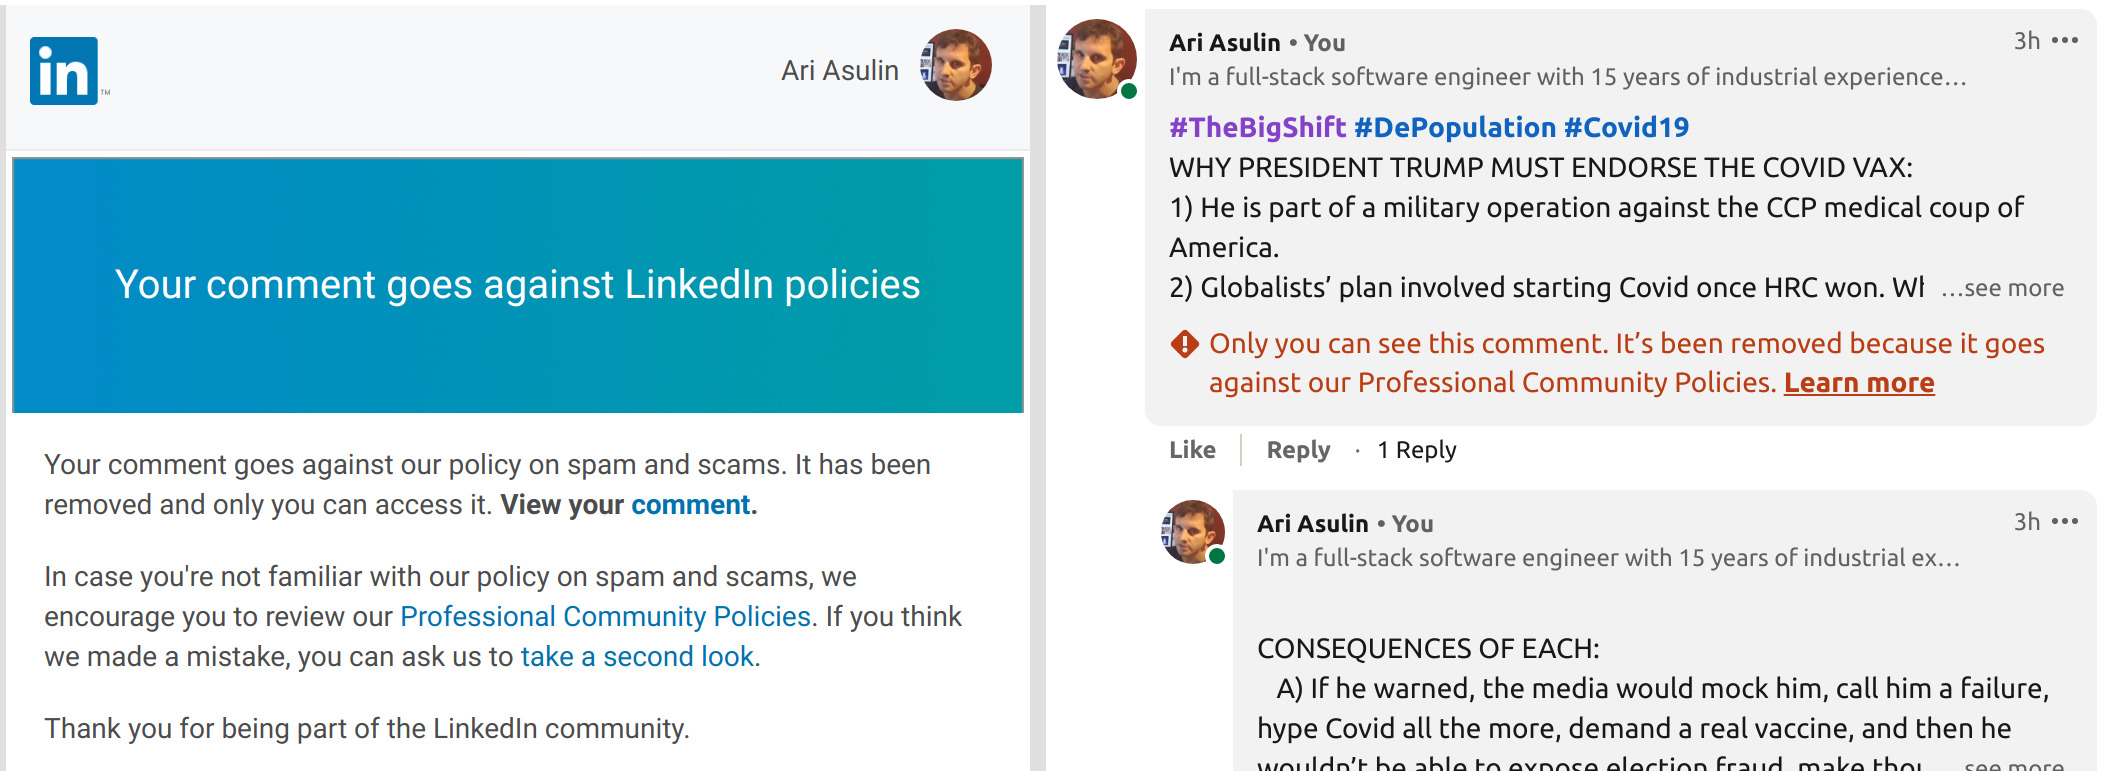 in™
Ari Asulin
Your comment goes against LinkedIn policies
Your comment goes against our policy on spam and scams. It has been
removed and only you can access it. View your comment.
In case you're not familiar with our policy on spam and scams, we
encourage you to review our Professional Community Policies. If you think
we made a mistake, you can ask us to take a second look.
Thank you for being part of the LinkedIn community.
Ari Asulin • You
3h •••
I'm a full-stack software engineer with 15 years of industrial experience…
#TheBigShift #DePopulation #Covid19
WHY PRESIDENT TRUMP MUST ENDORSE THE COVID VAX:
1) He is part of a military operation against the CCP medical coup of
America.
2) Globalists’ plan involved starting Covid once HRC won. …see more
Only you can see this comment. It’s been removed because it goes
against our Professional Community Policies. Learn more
Like
Reply · 1 Reply
Ari Asulin • You
3h •••
I'm a full-stack software engineer with 15 years of industrial ex…
CONSEQUENCES OF EACH:
A) If he warned, the media would mock him, call him a failure,
hype Covid all the more, demand a real vaccine, and then he
wouldn’t be able to expose election fraud, make …see more